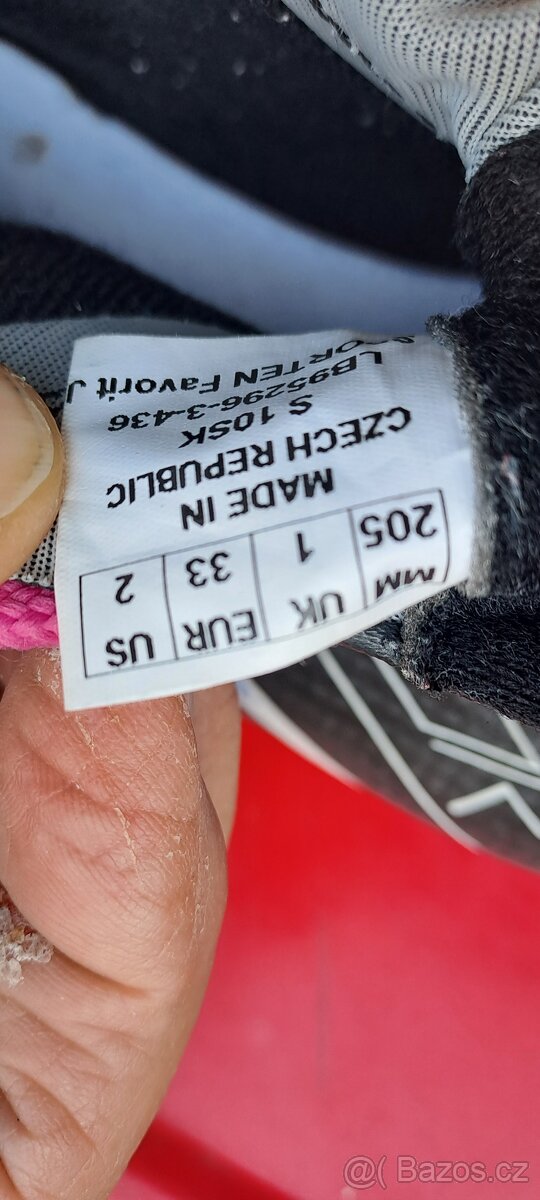 MM UK EUR US
205 1 33 2
MADE IN
CZECH REPUBLIC
S 10SK
LB95296-3-436
SPORTEN Favorit J
Bazos.cz